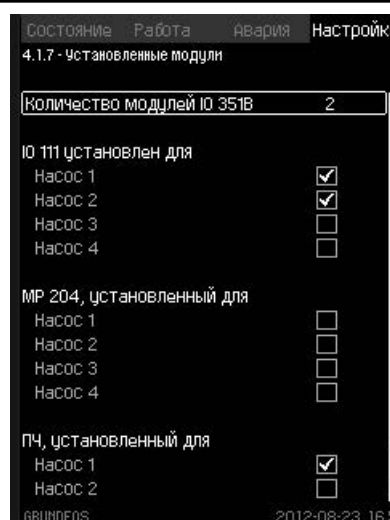 Состояние Работа Авария Настройк
4.1.7 - Установленные модули
Количество модулей IO 351B 2
IO 111 установлен для
Насос 1
Насос 2
Насос 3
Насос 4
MP 204, установленный для
Насос 1
Насос 2
Насос 3
Насос 4
ПЧ, установленный для
Насос 1
Насос 2
GRUNDFOS 2012-08-23 16